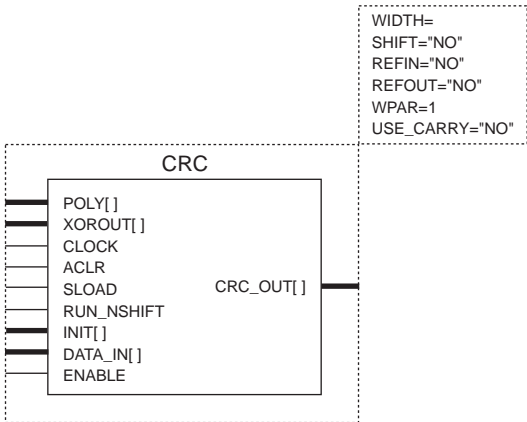 WIDTH=
SHIFT="NO"
REFIN="NO"
REFOUT="NO"
WPAR=1
USE_CARRY="NO"
CRC
POLY[ ]
XOROUT[ ]
CLOCK
ACLR
SLOAD
CRC_OUT[ ]
RUN_NSHIFT
INIT[ ]
DATA_IN[ ]
ENABLE